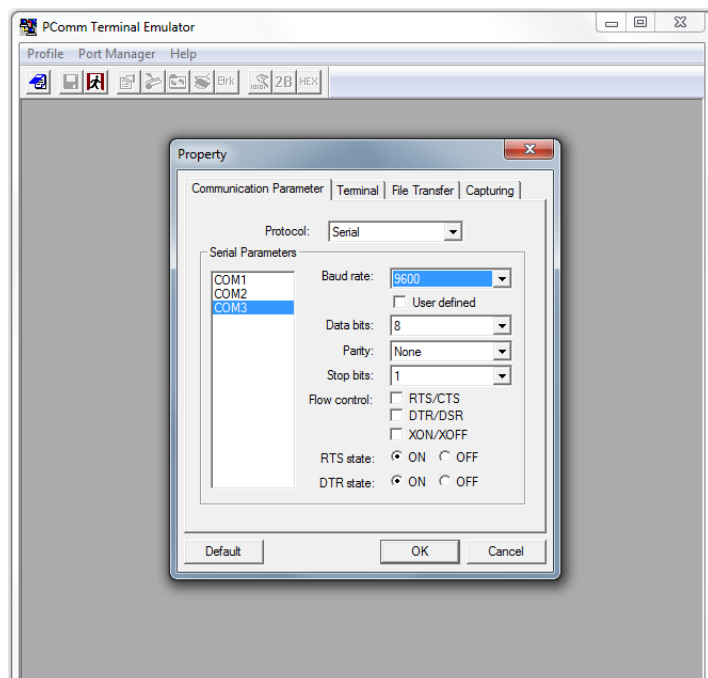 PComm Terminal Emulator
Profile Port Manager Help
Brk 2B HEX
Property
Communication Parameter Terminal File Transfer Capturing
Protocol: Serial
Serial Parameters
COM1
COM2
COM3
Baud rate: 9600
User defined
Data bits: 8
Parity: None
Stop bits: 1
Flow control: RTS/CTS
DTR/DSR
XON/XOFF
RTS state: ON OFF
DTR state: ON OFF
Default OK Cancel